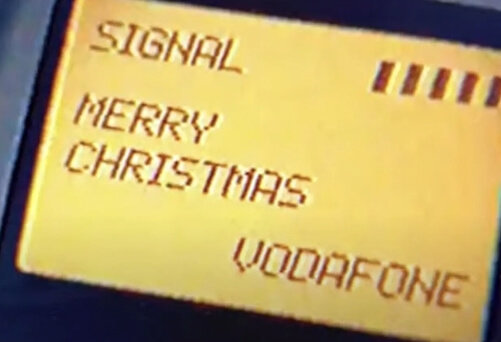 SIGNAL
MERRY
CHRISTMAS
VODAFONE